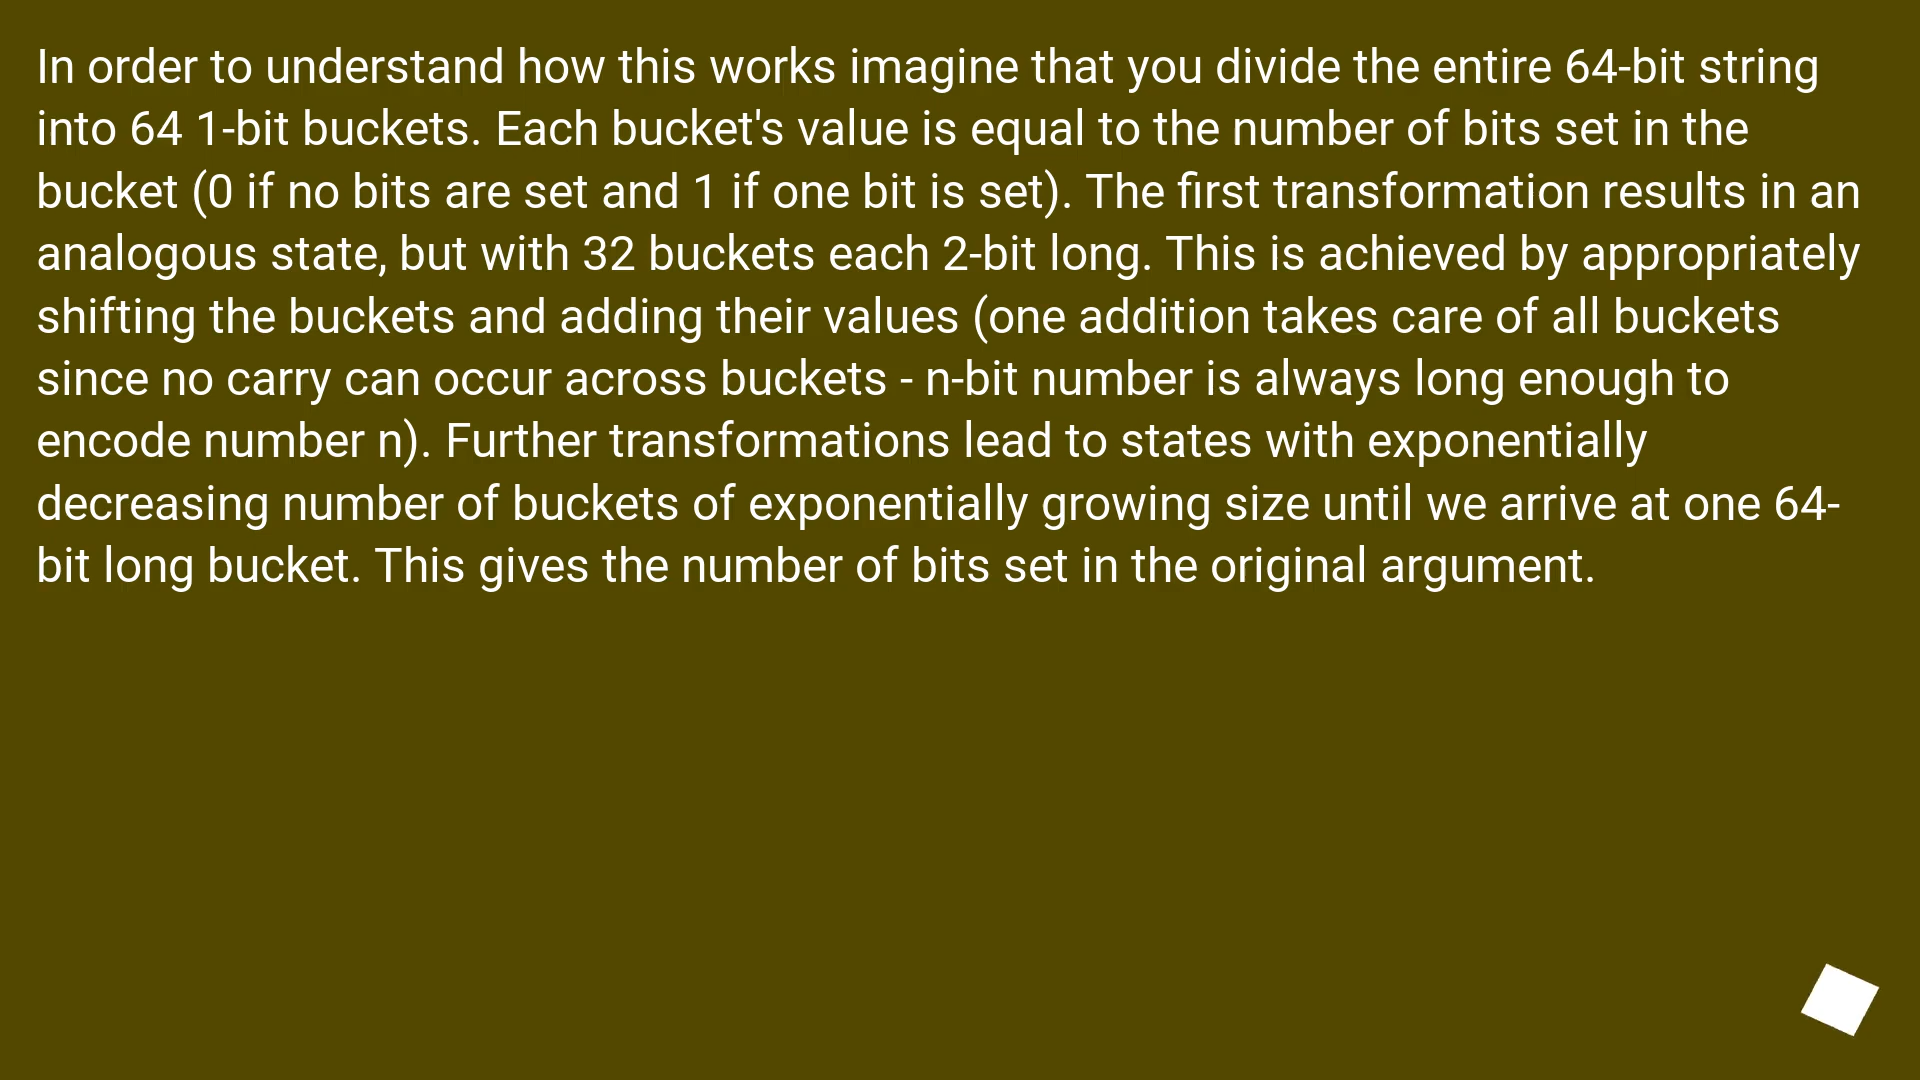 In order to understand how this works imagine that you divide the entire 64-bit string
into 64 1-bit buckets. Each bucket's value is equal to the number of bits set in the
bucket (0 if no bits are set and 1 if one bit is set). The first transformation results in an
analogous state, but with 32 buckets each 2-bit long. This is achieved by appropriately
shifting the buckets and adding their values (one addition takes care of all buckets
since no carry can occur across buckets - n-bit number is always long enough to
encode number n). Further transformations lead to states with exponentially
decreasing number of buckets of exponentially growing size until we arrive at one 64-
bit long bucket. This gives the number of bits set in the original argument.